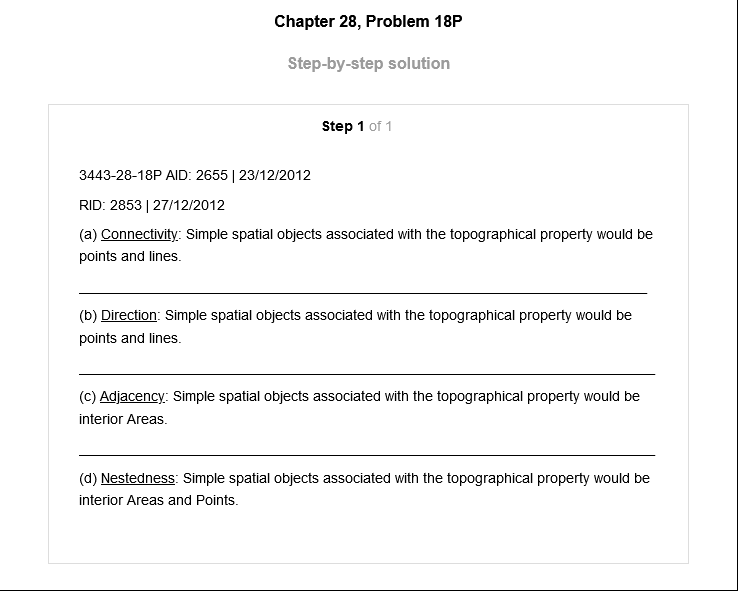 Chapter 28, Problem 18P
Step-by-step solution
Step 1 of 1
3443-28-18P AID: 2655 | 23/12/2012
RID: 2853 | 27/12/2012
(a) Connectivity: Simple spatial objects associated with the topographical property would be
points and lines.
(b) Direction: Simple spatial objects associated with the topographical property would be
points and lines.
(c) Adjacency: Simple spatial objects associated with the topographical property would be
interior Areas.
(d) Nestedness: Simple spatial objects associated with the topographical property would be
interior Areas and Points.